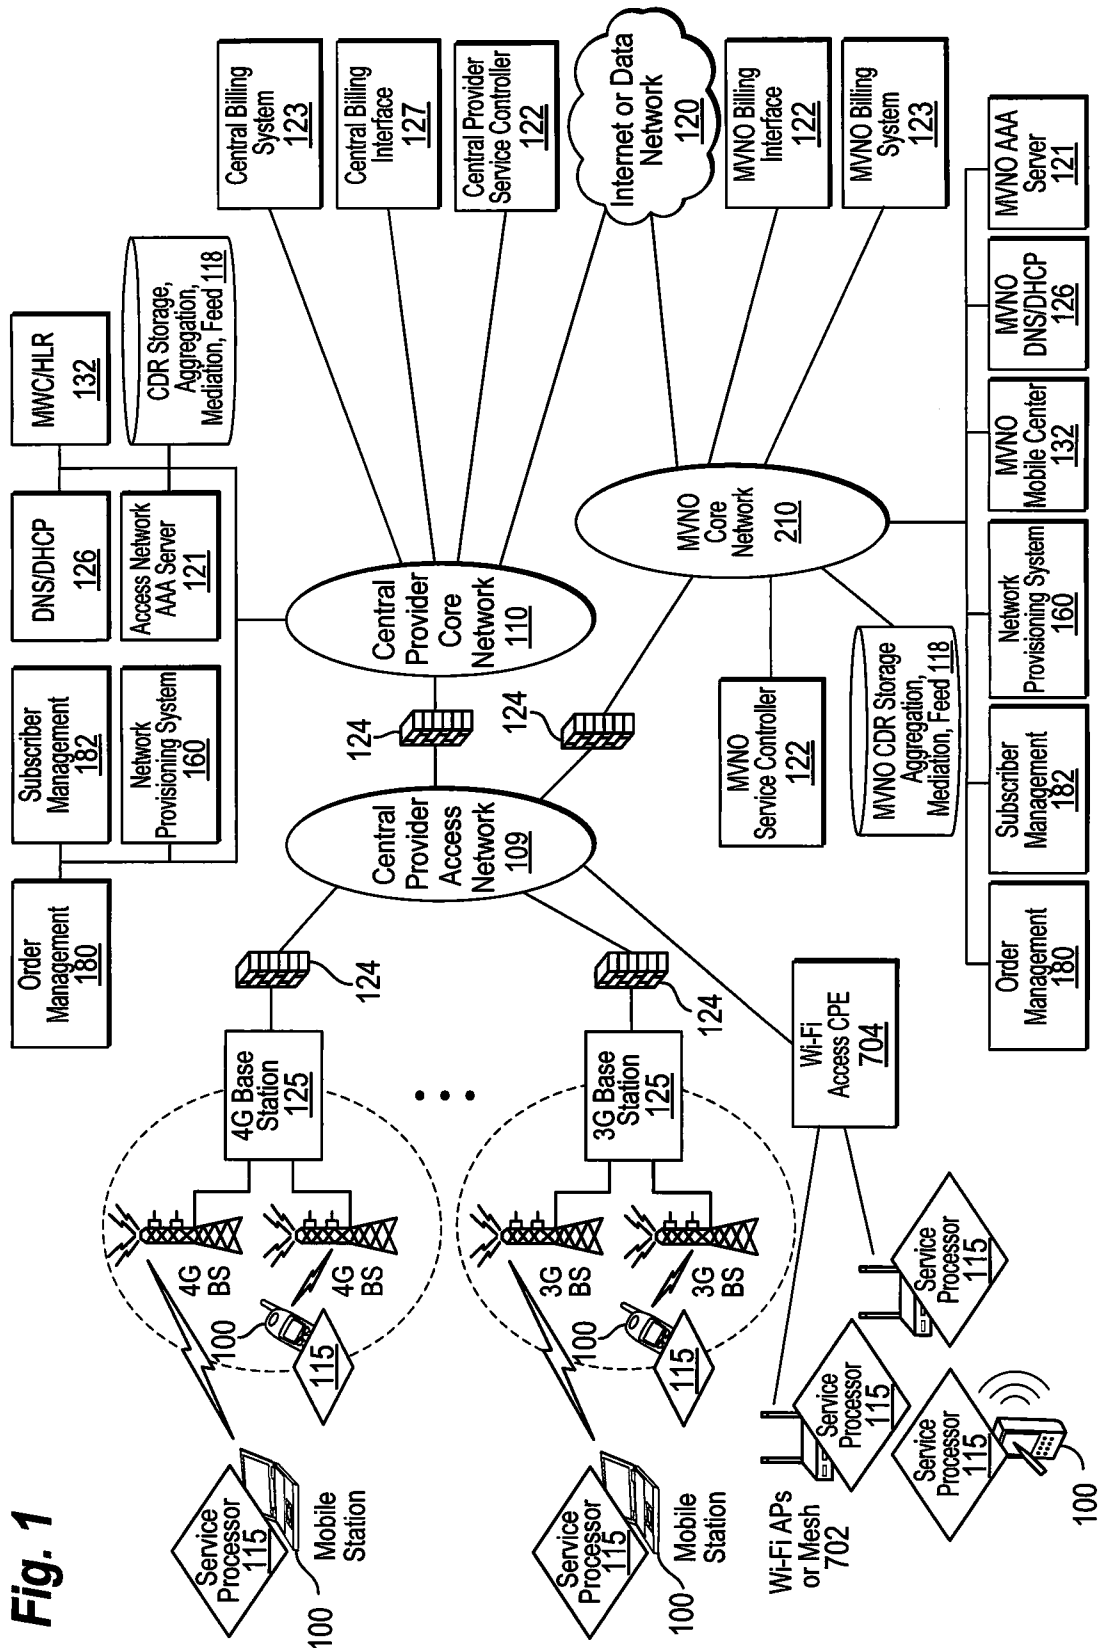 Fig. 1
Order
Management
180
Subscriber
Management
182
Network
Provisioning System
160
DNS/DHCP
126
Access Network
AAA Server
121
MWC/HLR
132
CDR Storage,
Aggregation,
Mediation, Feed 118
Service
Processor
115
Mobile
Station
100
100
115
4G
BS
4G
BS
4G Base
Station
125
124
Central
Provider
Access
Network
109
124
Central
Provider
Core
Network
110
Central Billing
System
123
Central Billing
Interface
127
Central Provider
Service Controller
122
Internet or Data
Network
120
MVNO Billing
Interface
122
MVNO Billing
System
123
Service
Processor
115
Mobile
Station
100
100
115
3G
BS
3G
BS
3G Base
Station
125
124
124
MVNO
Core
Network
210
MVNO
Service Controller
122
MVNO CDR Storage
Aggregation,
Mediation, Feed 118
Wi-Fi APs
or Mesh
702
Service
Processor
115
Service
Processor
115
Service
Processor
115
100
Wi-Fi
Access CPE
704
Order
Management
180
Subscriber
Management
182
Network
Provisioning System
160
MVNO
Mobile Center
132
MVNO
DNS/DHCP
126
MVNO AAA
Server
121